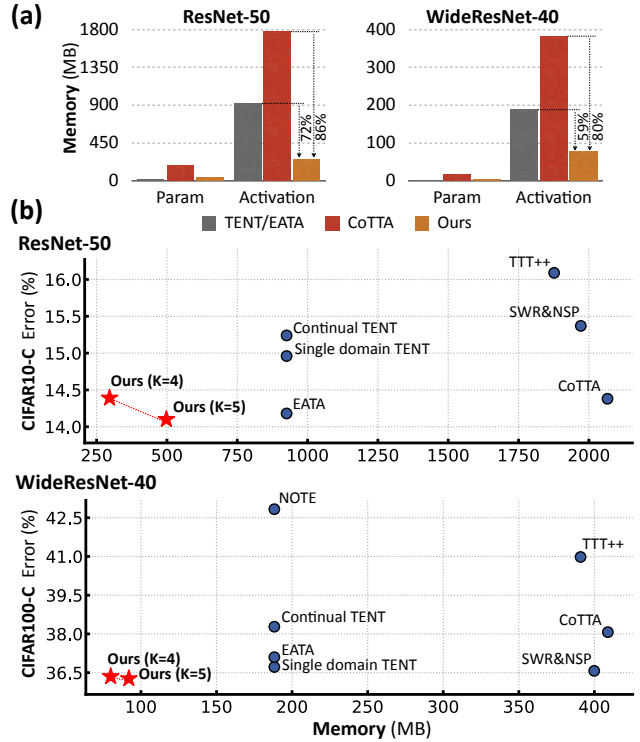 (a)
ResNet-50
WideResNet-40
Memory (MB)
1800
1350
900
450
0
72%
86%
Param
Activation
400
300
200
100
0
59%
80%
Param
Activation
TENT/EATA
CoTTA
Ours
(b)
ResNet-50
CIFAR10-C Error (%)
16.0
15.5
15.0
14.5
14.0
TTT++
SWR&NSP
Continual TENT
Single domain TENT
Ours (K=4)
Ours (K=5)
EATA
CoTTA
250
500
750
1000
1250
1500
1750
2000
WideResNet-40
CIFAR100-C Error (%)
42.5
41.0
39.5
38.0
36.5
NOTE
TTT++
Continual TENT
CoTTA
EATA
Single domain TENT
SWR&NSP
Ours (K=4)
Ours (K=5)
100
150
200
250
300
350
400
Memory (MB)